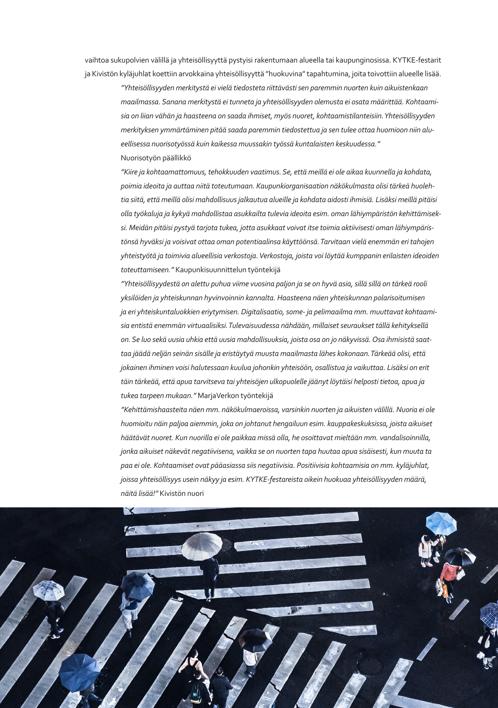 vaihtoa sukupolvien välillä ja yhteisöllisyyttä pystyisi rakentumaan alueella tai kaupunginosissa. KYTKE-festarit
ja Kivistön kyläjuhlat koettiin arvokkaina yhteisöllisyyttä ”huokuvina” tapahtumina, joita toivottiin alueelle lisää.
”Yhteisöllisyyden merkitystä ei vielä tiedosteta riittävästi sen paremmin nuorten kuin aikuistenkaan
maailmassa. Sanana merkitystä ei tunneta ja yhteisöllisyyden olemusta ei osata määrittää. Kohtaami-
sia on liian vähän ja haasteena on saada ihmiset, myös nuoret, kohtaamistilanteisiin. Yhteisöllisyyden
merkityksen ymmärtäminen pitää saada paremmin tiedostettua ja sen tulee ottaa huomioon niin alu-
eellisessa nuorisotyössä kuin kaikessa muussakin työssä kuntalaisten keskuudessa.”
Nuorisotyön päällikkö
”Kiire ja kohtaamattomuus, tehokkuuden vaatimus. Se, että meillä ei ole aikaa kuunnella ja kohdata,
poimia ideoita ja auttaa niitä toteutumaan. Kaupunkiorganisaation näkökulmasta olisi tärkeä huoleh-
tia siitä, että meillä olisi mahdollisuus jalkautua alueille ja kohdata aidosti ihmisiä. Lisäksi meillä pitäisi
olla työkaluja ja kykyä mahdollistaa asukkailta tulevia ideoita esim. oman lähiympäristön kehittämisek-
si. Meidän pitäisi pystyä tarjota tukea, jotta asukkaat voivat itse toimia aktiivisesti oman lähiympäris-
tönsä hyväksi ja voisivat ottaa oman potentiaalinsa käyttöönsä. Tarvitaan vielä enemmän eri tahojen
yhteistyötä ja toimivia alueellisia verkostoja. Verkostoja, joista voi löytää kumppanin erilaisten ideoiden
toteuttamiseen.” Kaupunkisuunnittelun työntekijä
”Yhteisöllisyydestä on alettu puhua viime vuosina paljon ja se on hyvä asia, sillä sillä on tärkeä rooli
yksilöiden ja yhteiskunnan hyvinvoinnin kannalta. Haasteena näen yhteiskunnan polarisoitumisen
ja eri yhteiskuntaluokkien eriytymisen. Digitalisaatio, some- ja pelimaailma mm. muuttavat kohtaami-
sia entistä enemmän virtuaalisiksi. Tulevaisuudessa nähdään, millaiset seuraukset tällä kehityksellä
on. Se luo sekä uusia uhkia että uusia mahdollisuuksia, joista osa on jo näkyvissä. Osa ihmisistä saat-
taa jäädä neljän seinän sisälle ja eristäytyä muusta maailmasta lähes kokonaan. Tärkeää olisi, että
jokainen ihminen voisi halutessaan kuulua johonkin yhteisöön, osallistua ja vaikuttaa. Lisäksi on erit
täin tärkeää, että apua tarvitseva tai yhteisöjen ulkopuolelle jäänyt löytäisi helposti tietoa, apua ja
tukea tarpeen mukaan.” MarjaVerkon työntekijä
”Kehittämishaasteita näen mm. näkökulmaeroissa, varsinkin nuorten ja aikuisten välillä. Nuoria ei ole
huomioitu näin paljoa aiemmin, joka on johtanut hengailuun esim. kauppakeskuksissa, joista aikuiset
häätävät nuoret. Kun nuorilla ei ole paikkaa missä olla, he osoittavat mieltään mm. vandalisoinnilla,
jonka aikuiset näkevät negatiivisena, vaikka se on nuorten tapa huutaa apua sisäisesti, kun muuta ta
paa ei ole. Kohtaamiset ovat pääasiassa siis negatiivisia. Positiivisia kohtaamisia on mm. kyläjuhlat,
joissa yhteisöllisyys usein näkyy ja esim. KYTKE-festareista oikein huokuaa yhteisöllisyyden määrä,
näitä lisää!” Kivistön nuori